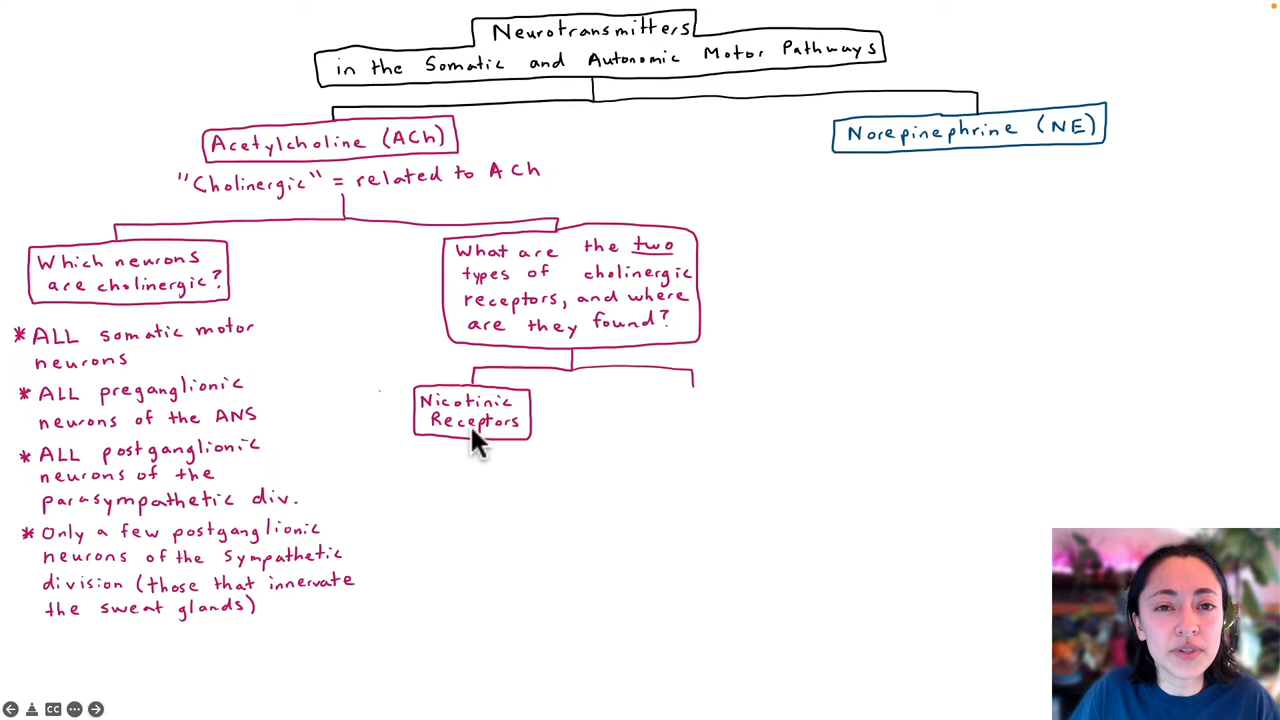 Neurotransmitters
in the Somatic and Autonomic Motor Pathways
Acetylcholine (ACh)
"Cholinergic" = related to ACh
Which neurons
are cholinergic?
* ALL somatic motor
neurons
* ALL preganglionic
neurons of the ANS
* ALL postganglionic
neurons of the
parasympathetic div.
* Only a few postganglionic
neurons of the sympathetic
division (those that innervate
the sweat glands)
What are the two
types of cholinergic
receptors, and where
are they found?
Nicotinic
Receptors
Norepinephrine (NE)
CC